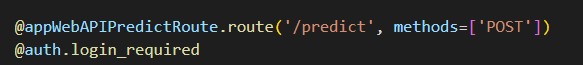 @appWebAPIPredictRoute.route('/predict', methods=['POST'])
@auth.login_required